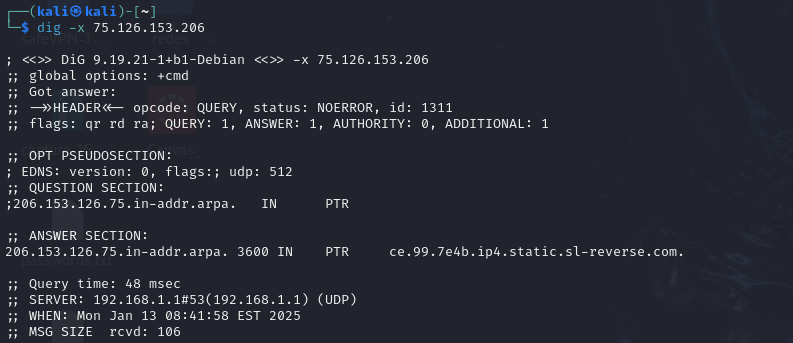 ┌──(kali㉿kali)-[~]
└─$ dig -x 75.126.153.206

; <<>> DiG 9.19.21-1+b1-Debian <<>> -x 75.126.153.206
;; global options: +cmd
;; Got answer:
;; ->>HEADER<<- opcode: QUERY, status: NOERROR, id: 1311
;; flags: qr rd ra; QUERY: 1, ANSWER: 1, AUTHORITY: 0, ADDITIONAL: 1

;; OPT PSEUDOSECTION:
; EDNS: version: 0, flags:; udp: 512
;; QUESTION SECTION:
;206.153.126.75.in-addr.arpa.   IN      PTR

;; ANSWER SECTION:
206.153.126.75.in-addr.arpa. 3600 IN    PTR     ce.99.7e4b.ip4.static.sl-reverse.com.

;; Query time: 48 msec
;; SERVER: 192.168.1.1#53(192.168.1.1) (UDP)
;; WHEN: Mon Jan 13 08:41:58 EST 2025
;; MSG SIZE  rcvd: 106